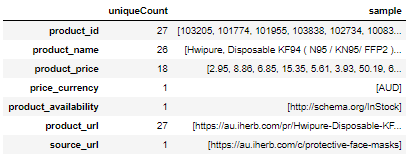 uniqueCount sample
product_id 27 [103205, 101774, 101955, 103838, 102734, 10083...
product_name 26 [Hwipure, Disposable KF94 ( N95 / KN95/ FFP2 ) ...
product_price 18 [2.95, 8.86, 6.85, 15.35, 5.61, 3.93, 50.19, 6...
price_currency 1 [AUD]
product_availability 1 [http://schema.org/InStock]
product_url 27 [https://au.iherb.com/pr/Hwipure-Disposable-KF...
source_url 1 [https://au.iherb.com/c/protective-face-masks]